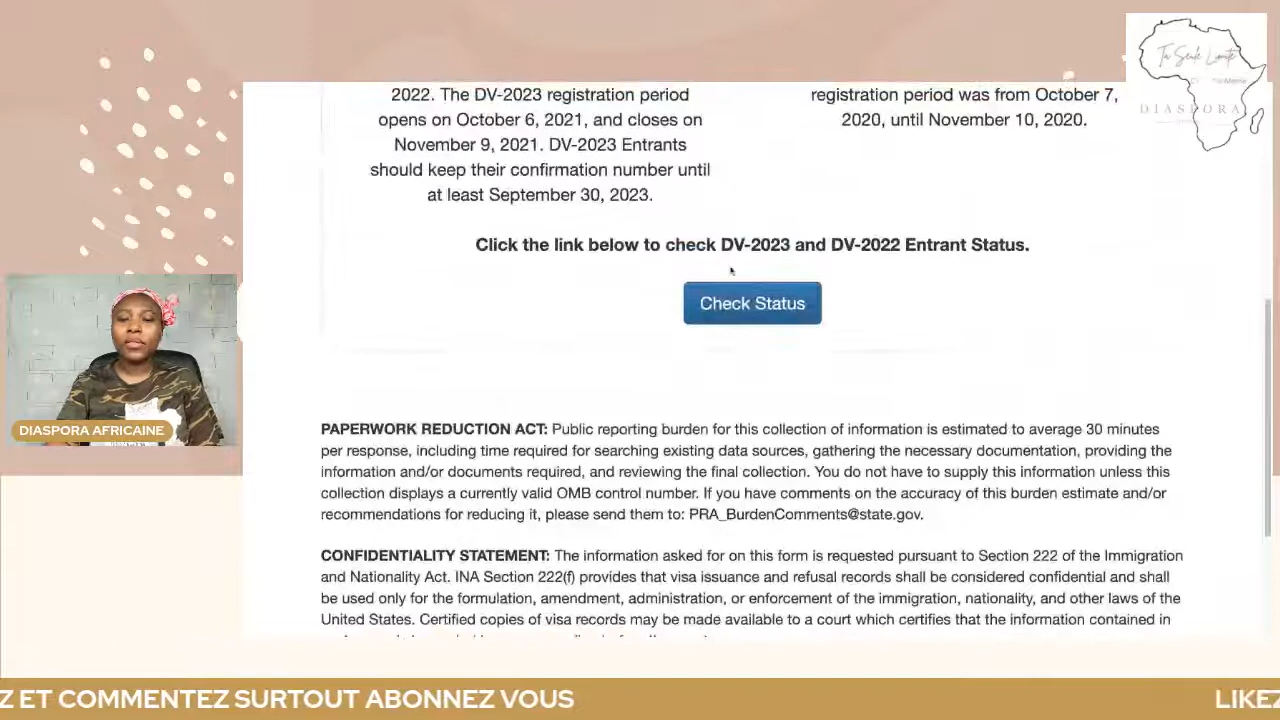 Ta Seule Limite
DIASPORA
2022. The DV-2023 registration period
opens on October 6, 2021, and closes on
November 9, 2021. DV-2023 Entrants
should keep their confirmation number until
at least September 30, 2023.
registration period was from October 7,
2020, until November 10, 2020.
Click the link below to check DV-2023 and DV-2022 Entrant Status.
Check Status
DIASPORA AFRICAINE
PAPERWORK REDUCTION ACT: Public reporting burden for this collection of information is estimated to average 30 minutes
per response, including time required for searching existing data sources, gathering the necessary documentation, providing the
information and/or documents required, and reviewing the final collection. You do not have to supply this information unless this
collection displays a currently valid OMB control number. If you have comments on the accuracy of this burden estimate and/or
recommendations for reducing it, please send them to: PRA_BurdenComments@state.gov.
CONFIDENTIALITY STATEMENT: The information asked for on this form is requested pursuant to Section 222 of the Immigration
and Nationality Act. INA Section 222(f) provides that visa issuance and refusal records shall be considered confidential and shall
be used only for the formulation, amendment, administration, or enforcement of the immigration, nationality, and other laws of the
United States. Certified copies of visa records may be made available to a court which certifies that the information contained in
Z ET COMMENTEZ SURTOUT ABONNEZ VOUS
LIKEZ